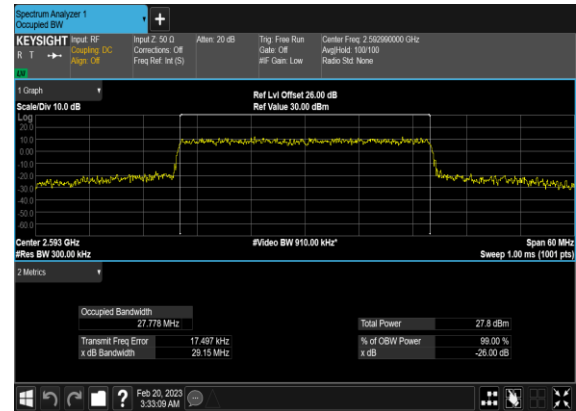 Spectrum Analyzer 1
Occupied BW
KEYSIGHT
R T
Input: RF
Coupling: DC
Align: Off
Input Z: 50 Ω
Corrections: Off
Freq Ref: Int (S)
Atten: 20 dB
Trig: Free Run
Gate: Off
#IF Gain: Low
Center Freq: 2.592990000 GHz
Avg|Hold: 100/100
Radio Std: None
1 Graph
Scale/Div 10.0 dB
Ref Lvl Offset 26.00 dB
Ref Value 30.00 dBm
Log
20.0
10.0
0.00
-10.0
-20.0
-30.0
-40.0
-50.0
-60.0
Center 2.593 GHz
#Res BW 300.00 kHz
#Video BW 910.00 kHz*
Span 60 MHz
Sweep 1.00 ms (1001 pts)
2 Metrics
Occupied Bandwidth
27.778 MHz
Total Power 27.8 dBm
Transmit Freq Error 17.497 kHz
% of OBW Power 99.00 %
x dB Bandwidth 29.15 MHz
x dB -26.00 dB
?
Feb 20, 2023
3:33:09 AM